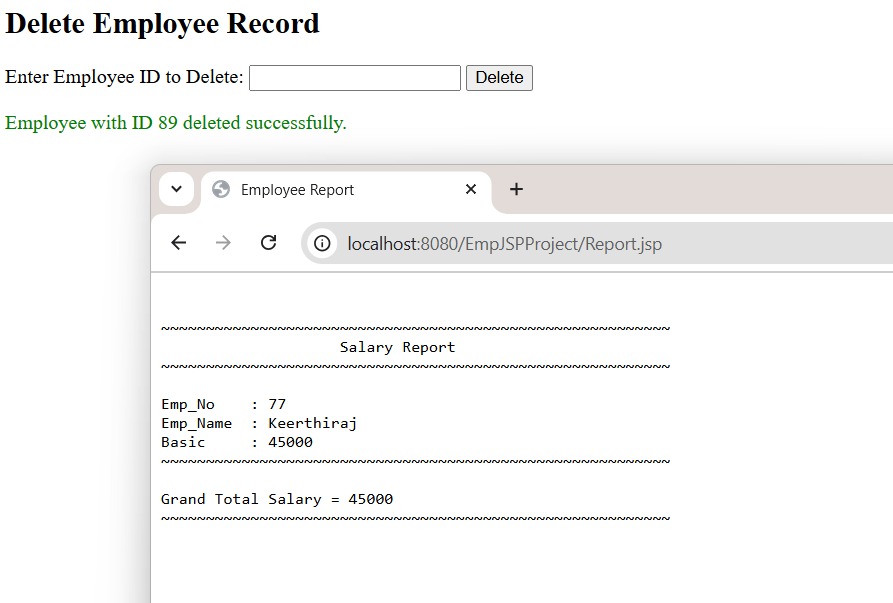 Delete Employee Record
Enter Employee ID to Delete: Delete
Employee with ID 89 deleted successfully.
Employee Report
localhost:8080/EmpJSPProject/Report.jsp
~~~~~~~~~~~~~~~~~~~~~~~~~~~~~~~~~~~~~~~~~~~~~~~~~~~~~~~~~
Salary Report
~~~~~~~~~~~~~~~~~~~~~~~~~~~~~~~~~~~~~~~~~~~~~~~~~~~~~~~~~
Emp_No    : 77
Emp_Name  : Keerthiraj
Basic     : 45000
~~~~~~~~~~~~~~~~~~~~~~~~~~~~~~~~~~~~~~~~~~~~~~~~~~~~~~~~~
Grand Total Salary = 45000
~~~~~~~~~~~~~~~~~~~~~~~~~~~~~~~~~~~~~~~~~~~~~~~~~~~~~~~~~